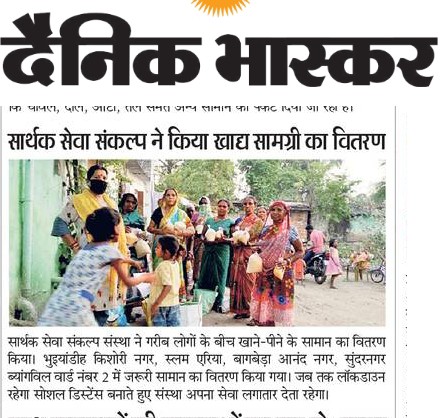 दैनिक भास्कर
कि चावल, दाल, आटा, तेल समेत अन्य सामान का पैकेट दिया जा रहा है।
सार्थक सेवा संकल्प ने किया खाद्य सामग्री का वितरण
सार्थक सेवा संकल्प संस्था ने गरीब लोगों के बीच खाने-पीने के सामान का वितरण
किया। भुइयांडीह किशोरी नगर, स्लम एरिया, बागबेड़ा आनंद नगर, सुंदरनगर
ब्यांगविल वार्ड नंबर 2 में जरूरी सामान का वितरण किया गया। जब तक लॉकडाउन
रहेगा सोशल डिस्टेंस बनाते हुए संस्था अपना सेवा लगातार देता रहेगा।